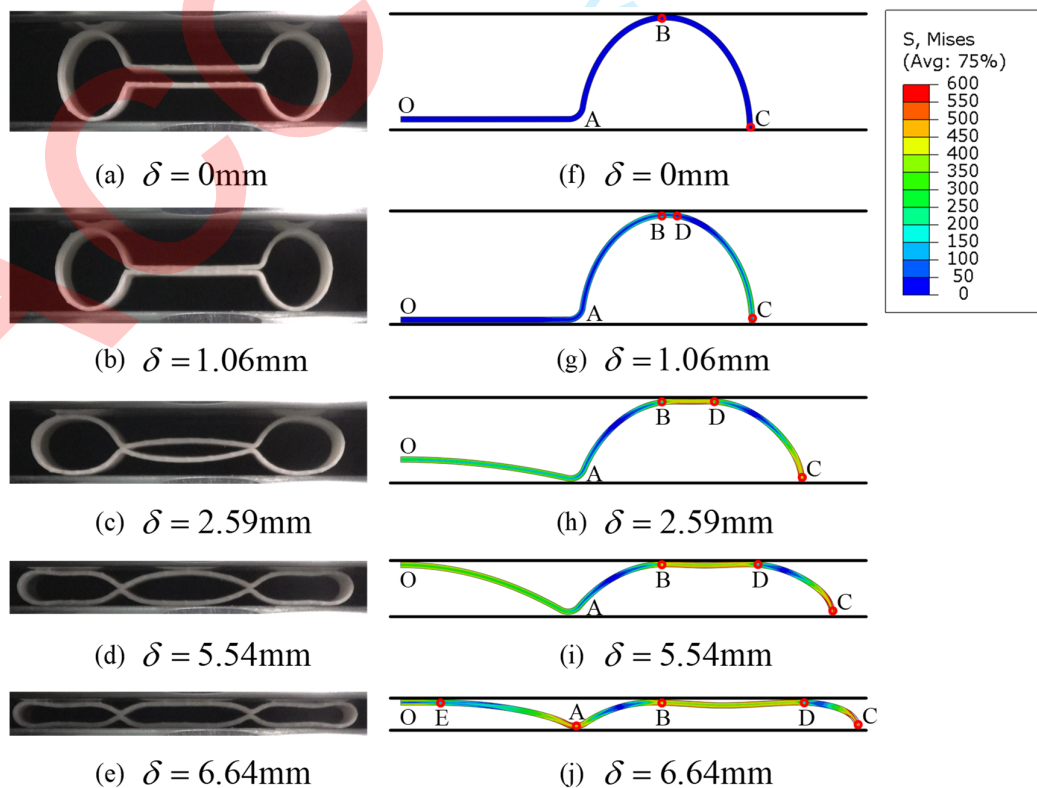 O
A
B
C
(a) δ = 0mm
(f) δ = 0mm
O
A
B D
C
(b) δ = 1.06mm
(g) δ = 1.06mm
O
A
B
D
C
(c) δ = 2.59mm
(h) δ = 2.59mm
O
A
B
D
C
(d) δ = 5.54mm
(i) δ = 5.54mm
O E
A
B
D
C
(e) δ = 6.64mm
(j) δ = 6.64mm
S, Mises
(Avg: 75%)
600
550
450
400
350
300
250
200
150
100
50
0